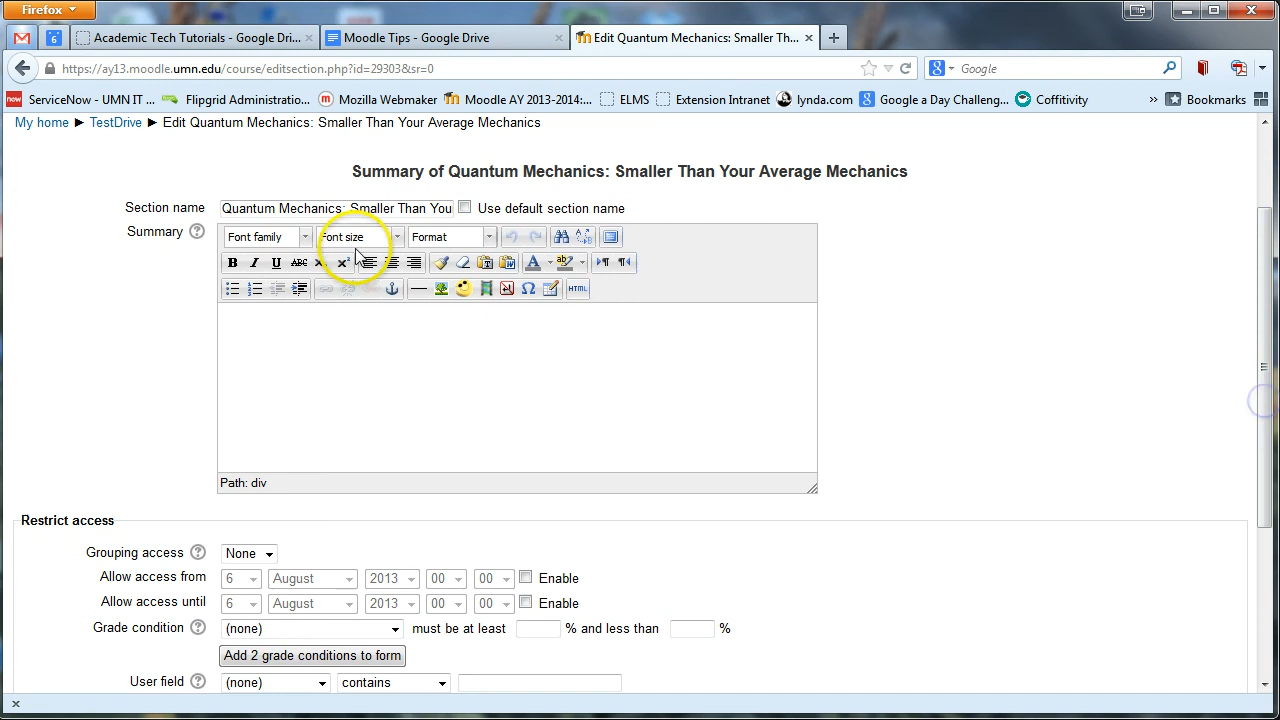 Firefox
6 Academic Tech Tutorials - Google Dri... Moodle Tips - Google Drive Edit Quantum Mechanics: Smaller Th...
https://ay13.moodle.umn.edu/course/editsection.php?id=29303&sr=0 Google
new ServiceNow - UMN IT ... Flipgrid Administratio... Mozilla Webmaker Moodle AY 2013-2014:... ELMS Extension Intranet lynda.com Google a Day Challeng... Coffitivity » Bookmarks
My home ► TestDrive ► Edit Quantum Mechanics: Smaller Than Your Average Mechanics
Summary of Quantum Mechanics: Smaller Than Your Average Mechanics
Section name Quantum Mechanics: Smaller Than You Use default section name
Summary Font family Font size Format
B I U ABC
HTML
Path: div
Restrict access
Grouping access None
Allow access from 6 August 2013 00 00 Enable
Allow access until 6 August 2013 00 00 Enable
Grade condition (none) must be at least % and less than %
Add 2 grade conditions to form
User field (none) contains